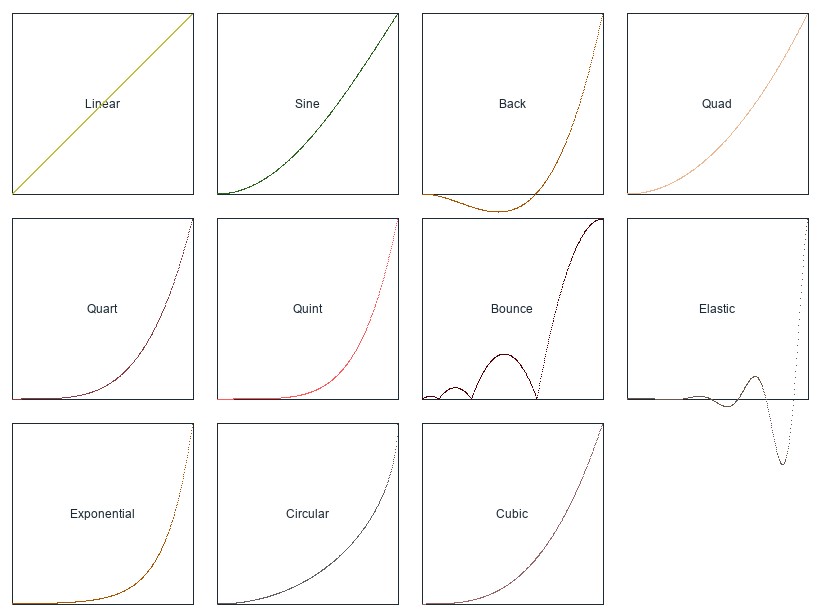 Linear
Sine
Back
Quad
Quart
Quint
Bounce
Elastic
Exponential
Circular
Cubic